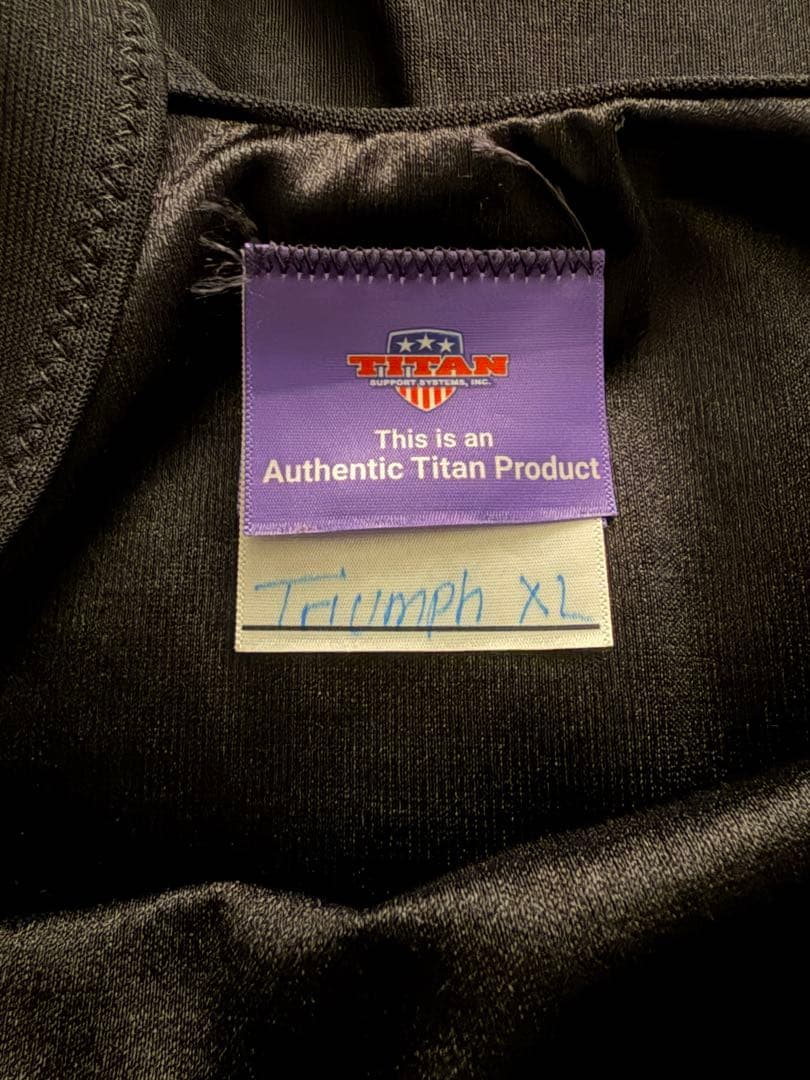 TITAN
SUPPORT SYSTEMS, INC.
This is an
Authentic Titan Product
Triumph XL